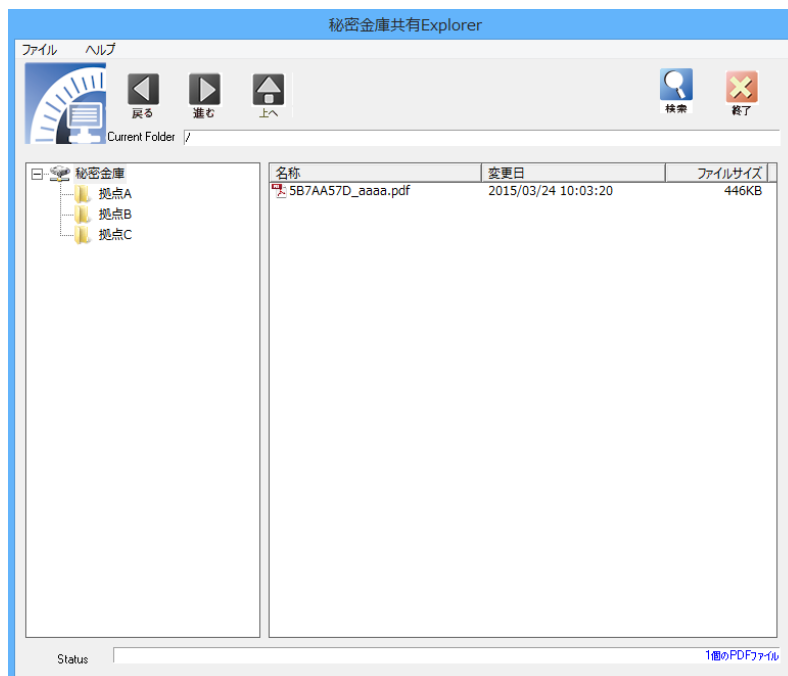 秘密金庫共有Explorer
ファイル ヘルプ
戻る 進む 上へ 検索 終了
Current Folder /
秘密金庫
拠点A
拠点B
拠点C
名称 変更日 ファイルサイズ
5B7AA57D_aaaa.pdf 2015/03/24 10:03:20 446KB
Status 1個のPDFファイル